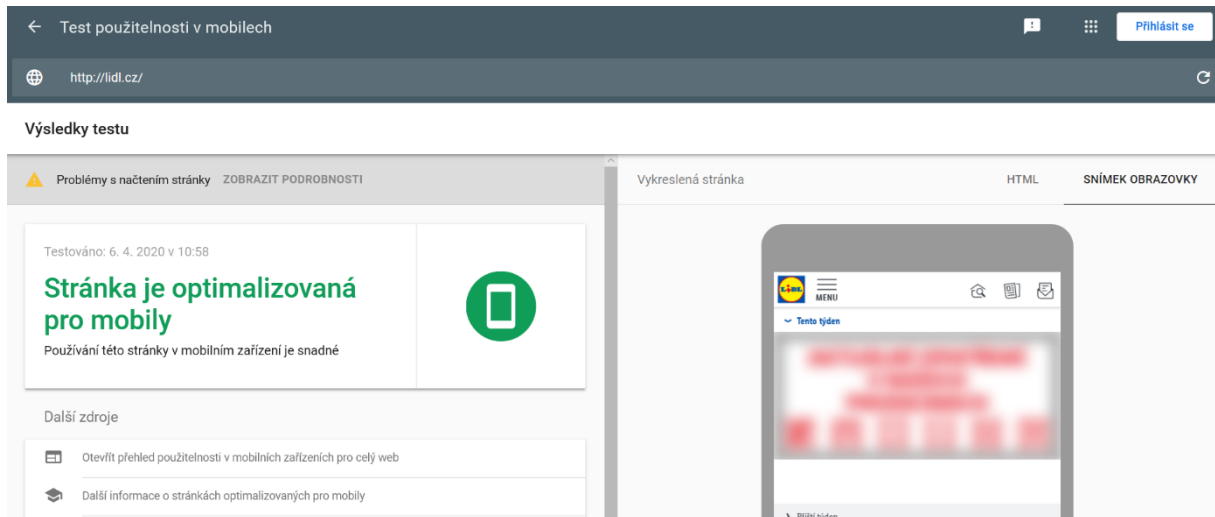 Test použitelnosti v mobilech
Přihlásit se
http://lidl.cz/
Výsledky testu
Problémy s načtením stránky ZOBRAZIT PODROBNOSTI
Vykreslená stránka
HTML
SNÍMEK OBRAZOVKY
Testováno: 6. 4. 2020 v 10:58
Stránka je optimalizovaná
pro mobily
Používání této stránky v mobilním zařízení je snadné
Další zdroje
Otevřít přehled použitelnosti v mobilních zařízeních pro celý web
Další informace o stránkách optimalizovaných pro mobily
LIDL
MENU
Tento týden
Příští týden